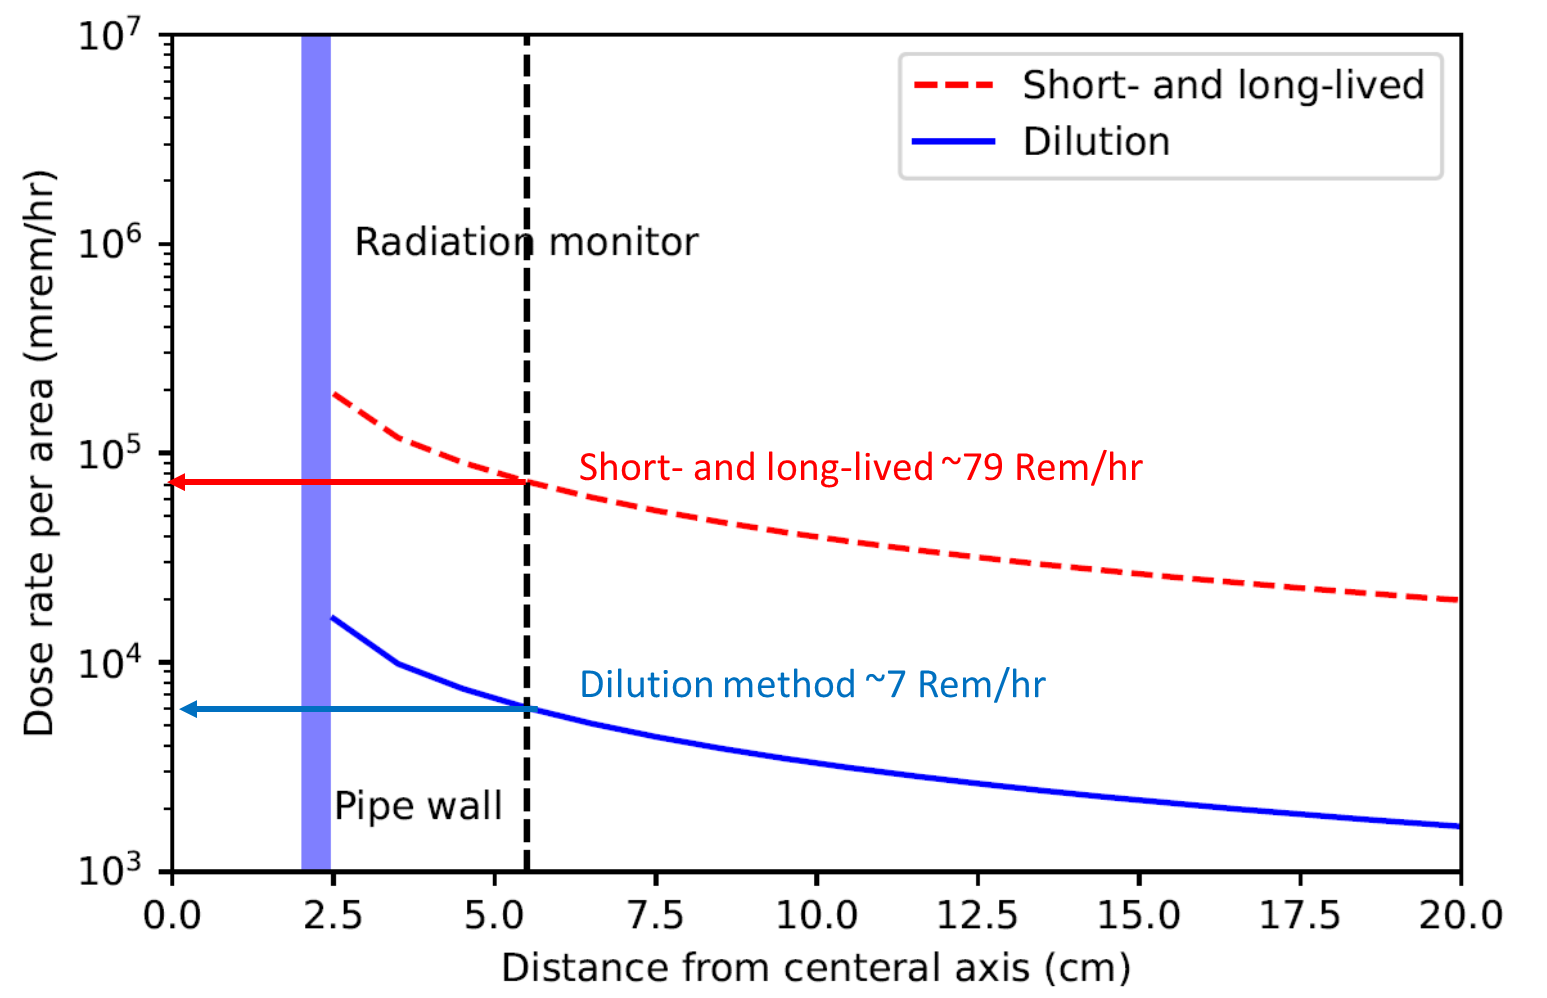 10⁷
10⁶
10⁵
10⁴
10³
Dose rate per area (mrem/hr)
Short- and long-lived
Dilution
Radiation monitor
Short- and long-lived ~79 Rem/hr
Dilution method ~7 Rem/hr
Pipe wall
0.0 2.5 5.0 7.5 10.0 12.5 15.0 17.5 20.0
Distance from centeral axis (cm)